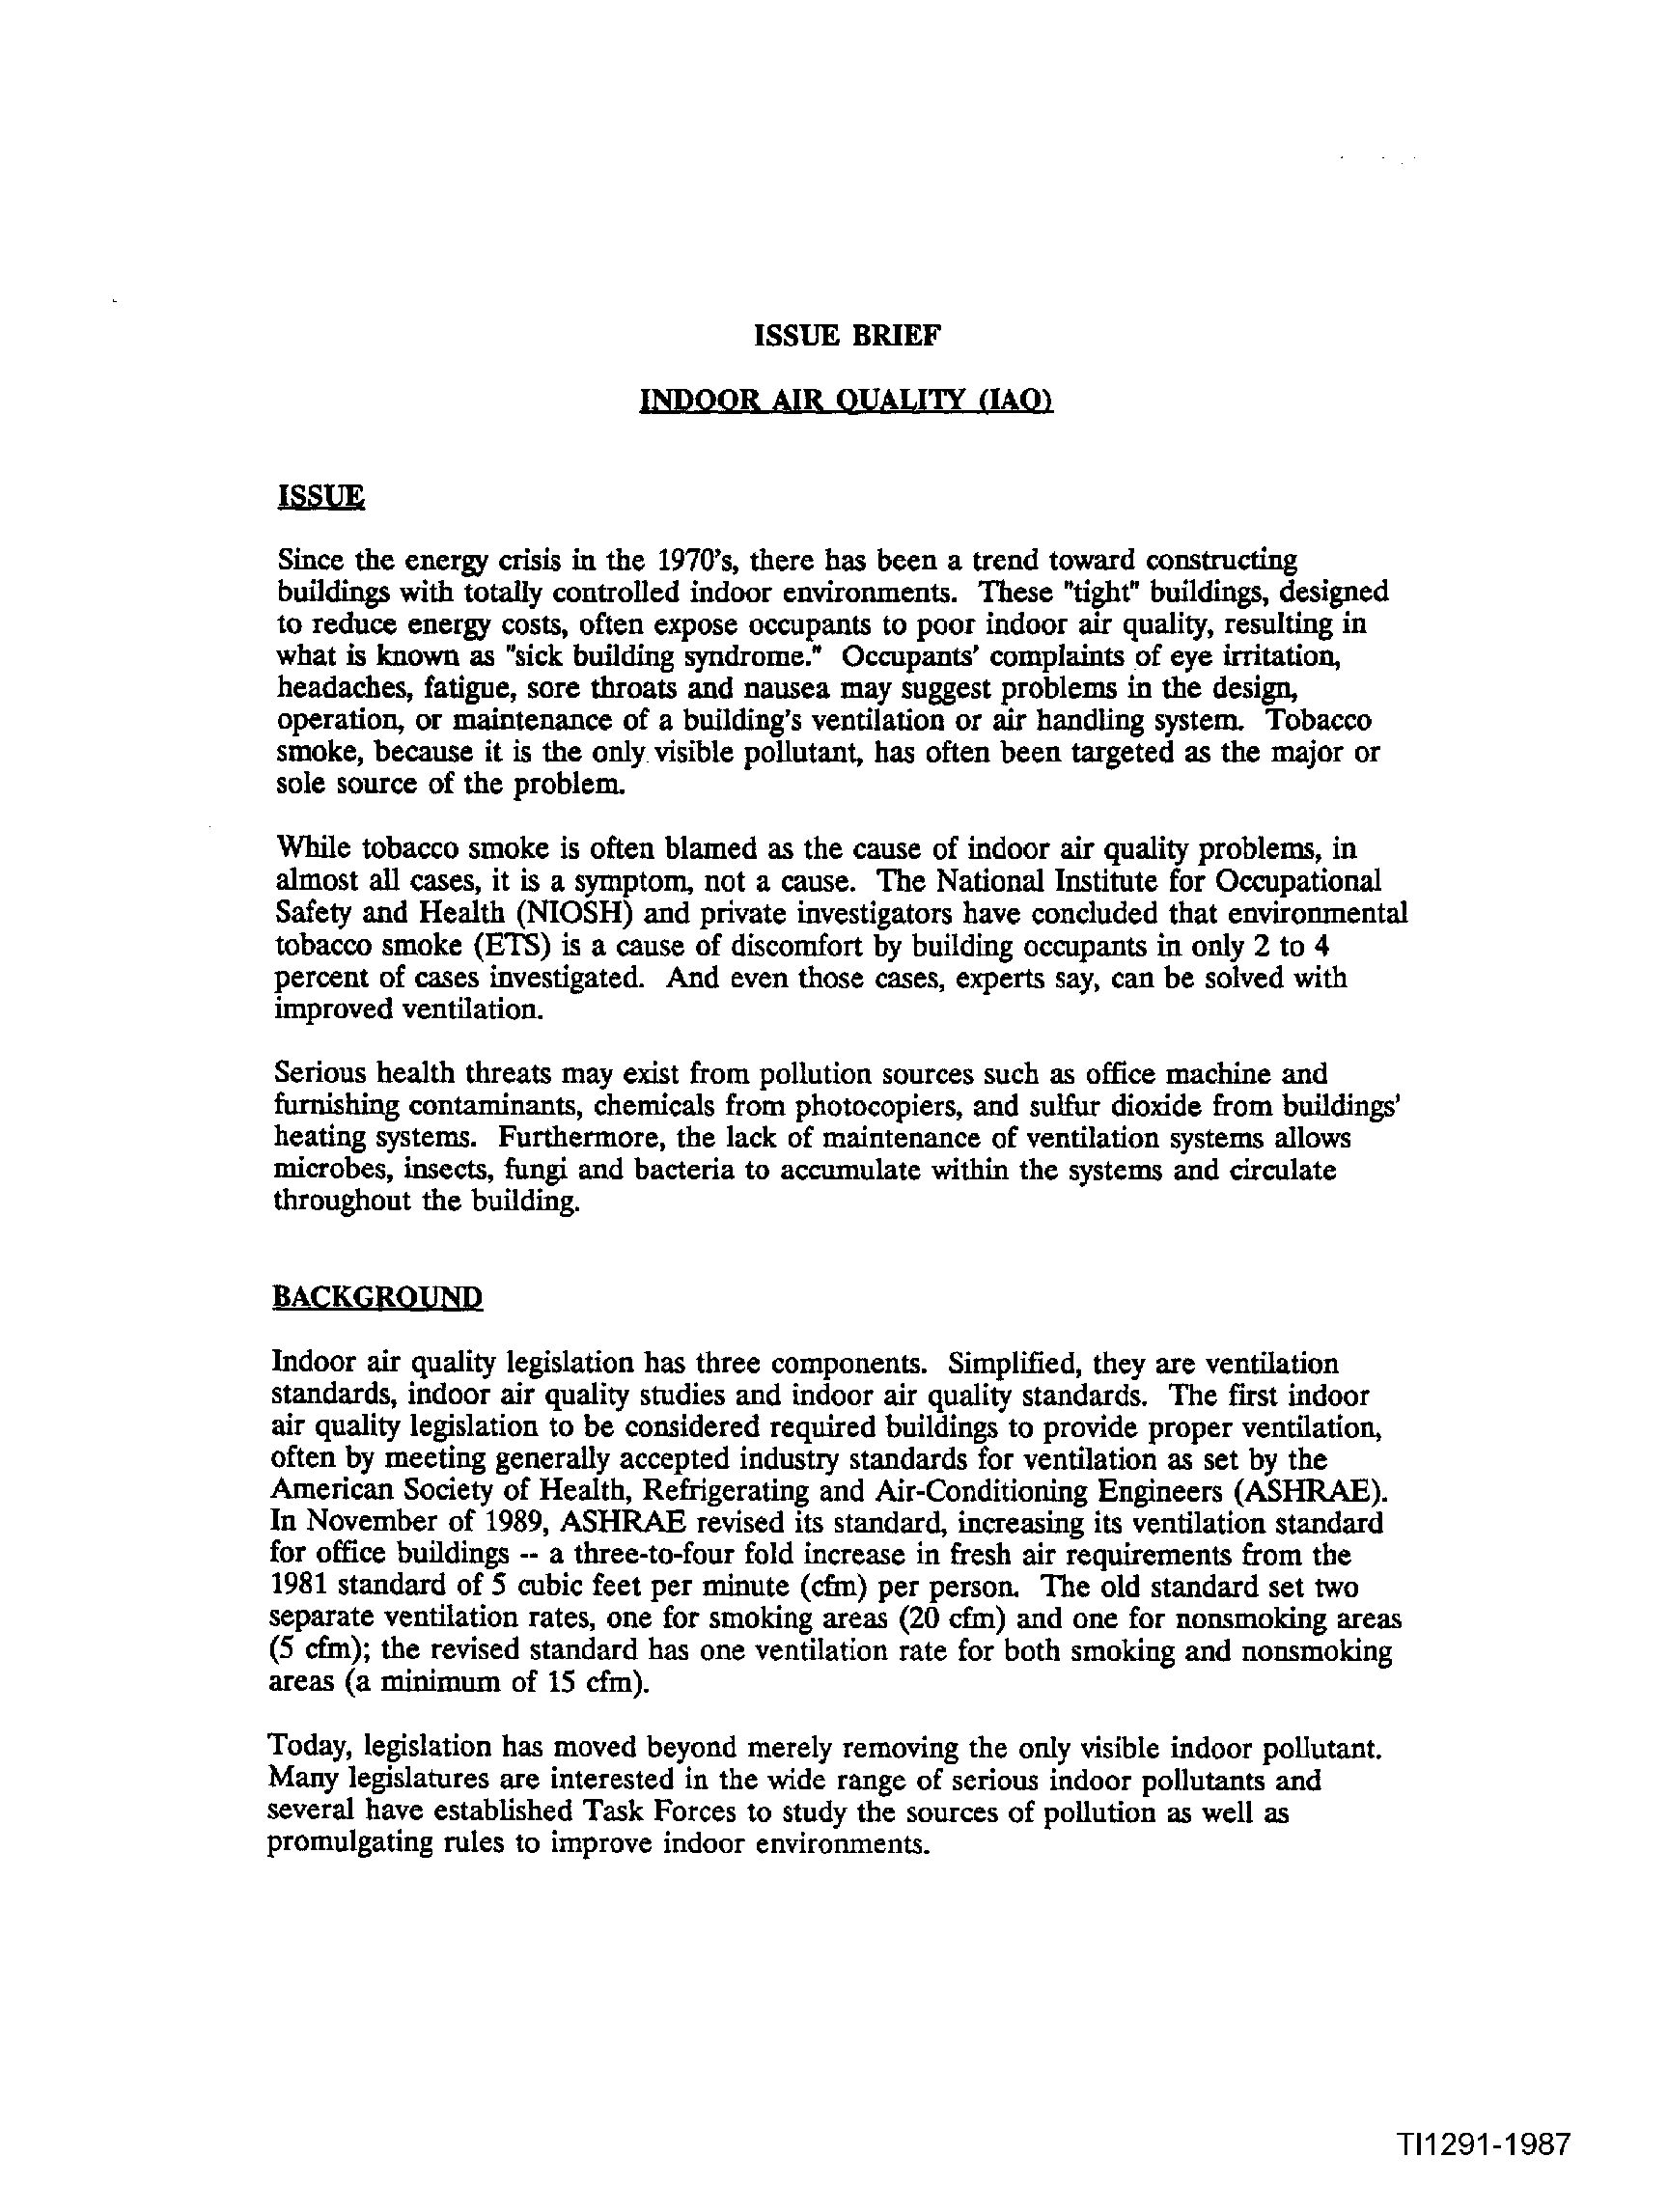 ISSUE BRIEF
INDOOR AIR QUALITY (IAQ)
ISSUE
Since the energy crisis in the 1970's, there has been a trend toward constructing
buildings with totally controlled indoor environments. These "tight" buildings, designed
to reduce energy costs, often expose occupants to poor indoor air quality, resulting in
what is known as "sick building syndrome." Occupants' complaints of eye irritation,
headaches, fatigue, sore throats and nausea may suggest problems in the design,
operation, or maintenance of a building's ventilation or air handling system. Tobacco
smoke, because it is the only visible pollutant, has often been targeted as the major or
sole source of the problem.
While tobacco smoke is often blamed as the cause of indoor air quality problems, in
almost all cases, it is a symptom, not a cause. The National Institute for Occupational
Safety and Health (NIOSH) and private investigators have concluded that environmental
tobacco smoke (ETS) is a cause of discomfort by building occupants in only 2 to 4
percent of cases investigated. And even those cases, experts say, can be solved with
improved ventilation.
Serious health threats may exist from pollution sources such as office machine and
furnishing contaminants, chemicals from photocopiers, and sulfur dioxide from buildings'
heating systems. Furthermore, the lack of maintenance of ventilation systems allows
microbes, insects, fungi and bacteria to accumulate within the systems and circulate
throughout the building.
BACKGROUND
Indoor air quality legislation has three components. Simplified, they are ventilation
standards, indoor air quality studies and indoor air quality standards. The first indoor
air quality legislation to be considered required buildings to provide proper ventilation,
often by meeting generally accepted industry standards for ventilation as set by the
American Society of Health, Refrigerating and Air-Conditioning Engineers (ASHRAE).
In November of 1989, ASHRAE revised its standard, increasing its ventilation standard
for office buildings -- a three-to-four fold increase in fresh air requirements from the
1981 standard of 5 cubic feet per minute (cfm) per person. The old standard set two
separate ventilation rates, one for smoking areas (20 cfm) and one for nonsmoking areas
(5 cfm); the revised standard has one ventilation rate for both smoking and nonsmoking
areas (a minimum of 15 cfm).
Today, legislation has moved beyond merely removing the only visible indoor pollutant.
Many legislatures are interested in the wide range of serious indoor pollutants and
several have established Task Forces to study the sources of pollution as well as
promulgating rules to improve indoor environments.
TI1291-1987